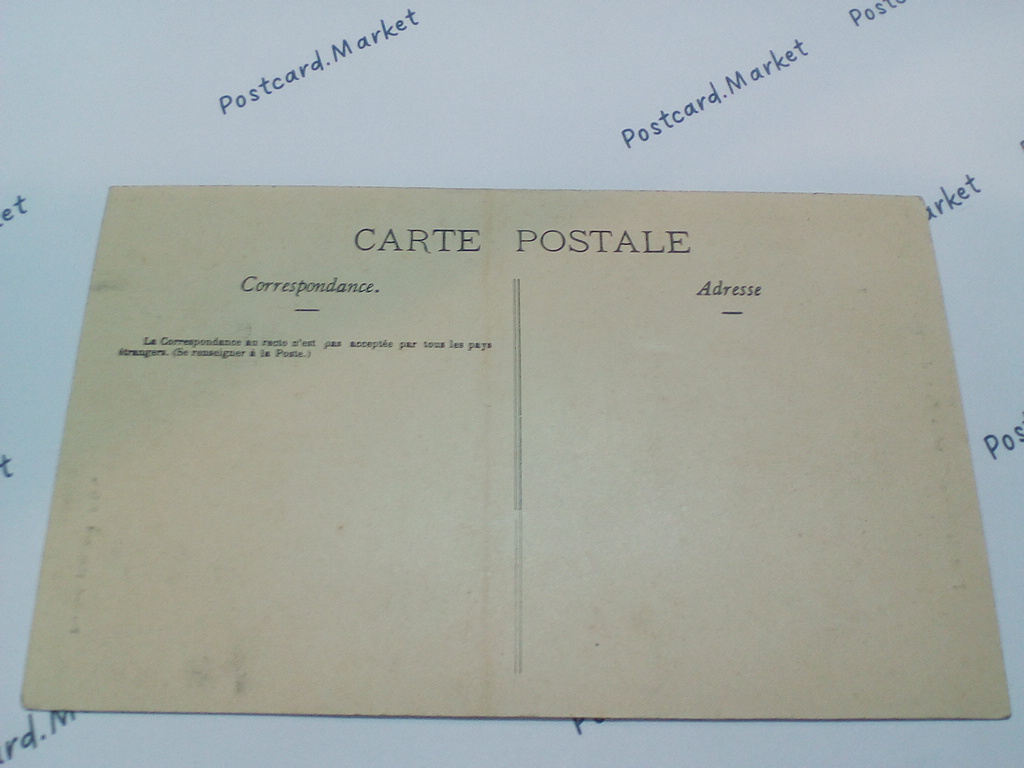 Postcard.Market
Postcard.Market
CARTE POSTALE
Correspondance.
Adresse
La Correspondance au recto n'est pas acceptée par tous les pays
étrangers. (Se renseigner à la Poste.)